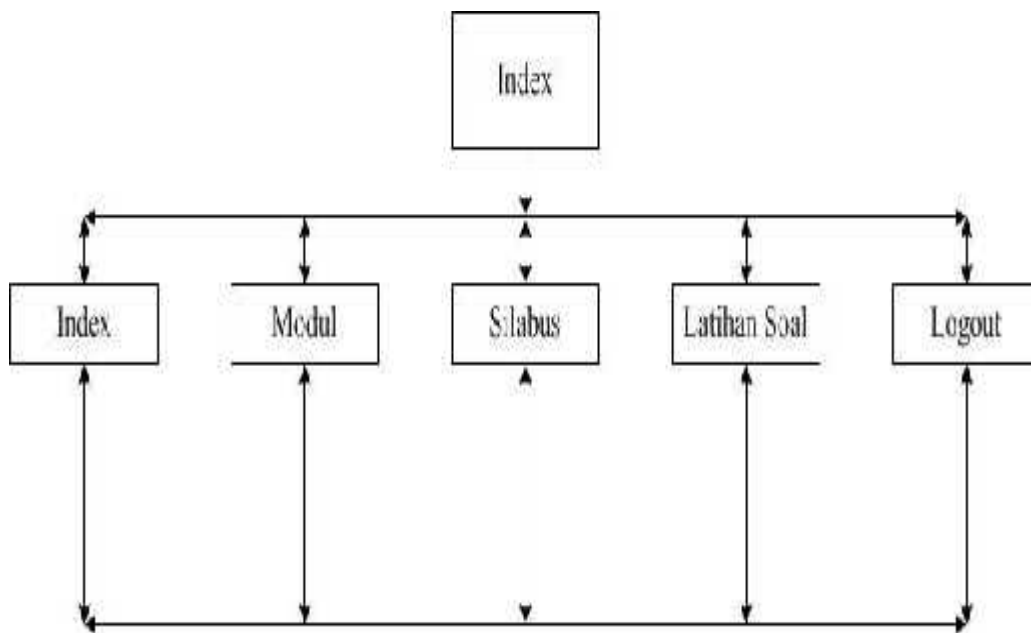 Index
Index
Modul
Silabus
Latihan Soal
Logout